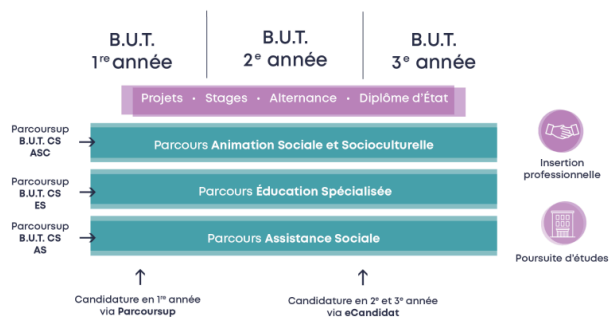 B.U.T.
1re année
B.U.T.
2e année
B.U.T.
3e année
Projets • Stages • Alternance • Diplôme d'État
Parcoursup
B.U.T. CS
ASC
Parcours Animation Sociale et Socioculturelle
Parcoursup
B.U.T. CS
ES
Parcours Éducation Spécialisée
Parcoursup
B.U.T. CS
AS
Parcours Assistance Sociale
Insertion
professionnelle
Poursuite d'études
Candidature en 1re année
via Parcoursup
Candidature en 2e et 3e année
via eCandidat